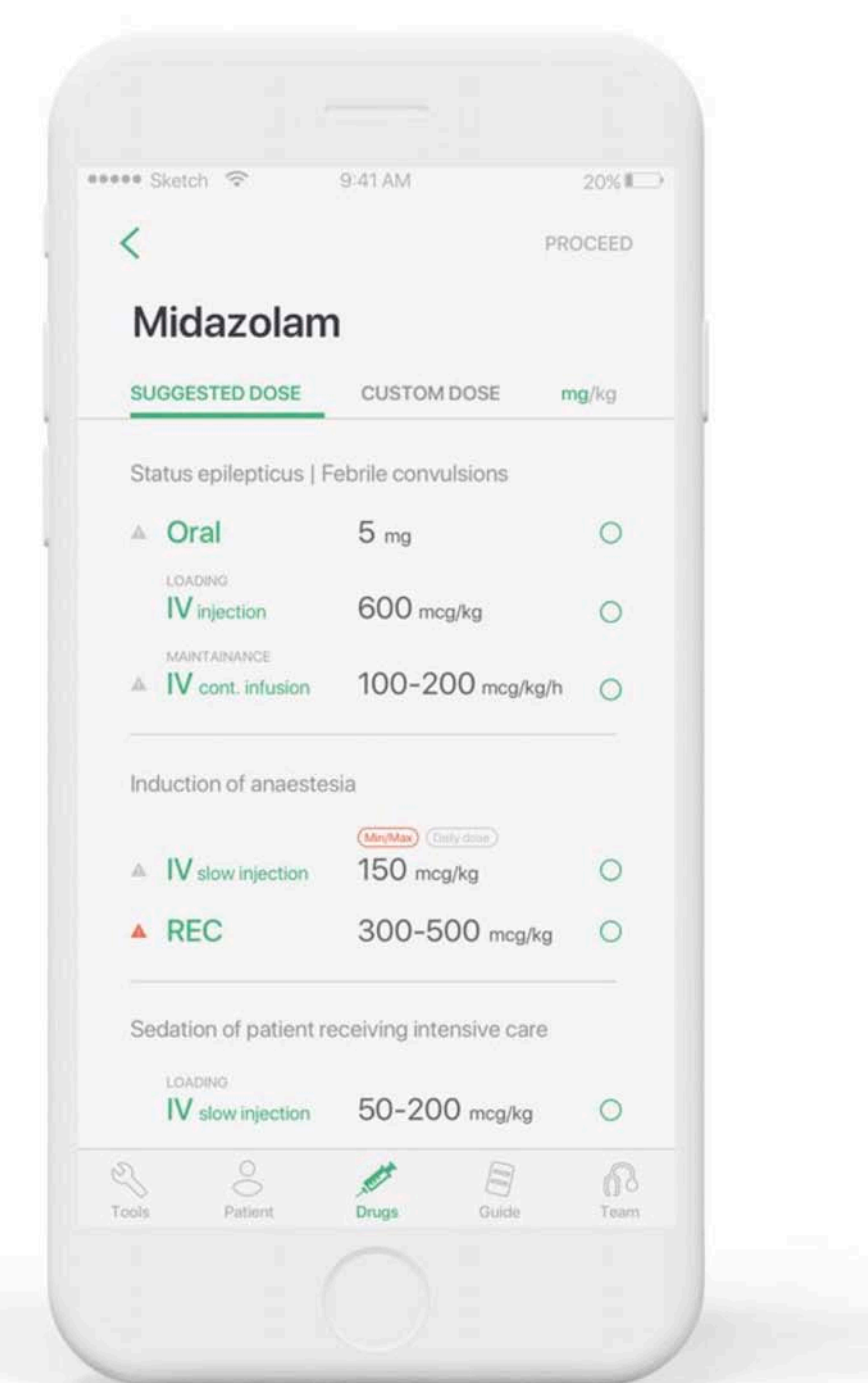 Sketch 9:41 AM 20%
PROCEED
Midazolam
SUGGESTED DOSE CUSTOM DOSE mg/kg
Status epilepticus | Febrile convulsions
Oral 5 mg
LOADING
IV injection 600 mcg/kg
MAINTAINANCE
IV cont. infusion 100-200 mcg/kg/h
Induction of anaestesia
Min/Max Daily dose
IV slow injection 150 mcg/kg
REC 300-500 mcg/kg
Sedation of patient receiving intensive care
LOADING
IV slow injection 50-200 mcg/kg
Tools Patient Drugs Guide Team